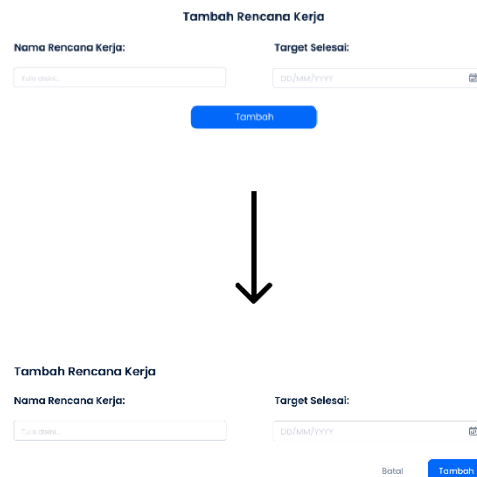 Tambah Rencana Kerja
Nama Rencana Kerja: Target Selesai:
Tulis disini... DD/MM/YYYY
Tambah
Tambah Rencana Kerja
Nama Rencana Kerja: Target Selesai:
Tulis disini... DD/MM/YYYY
Batal Tambah